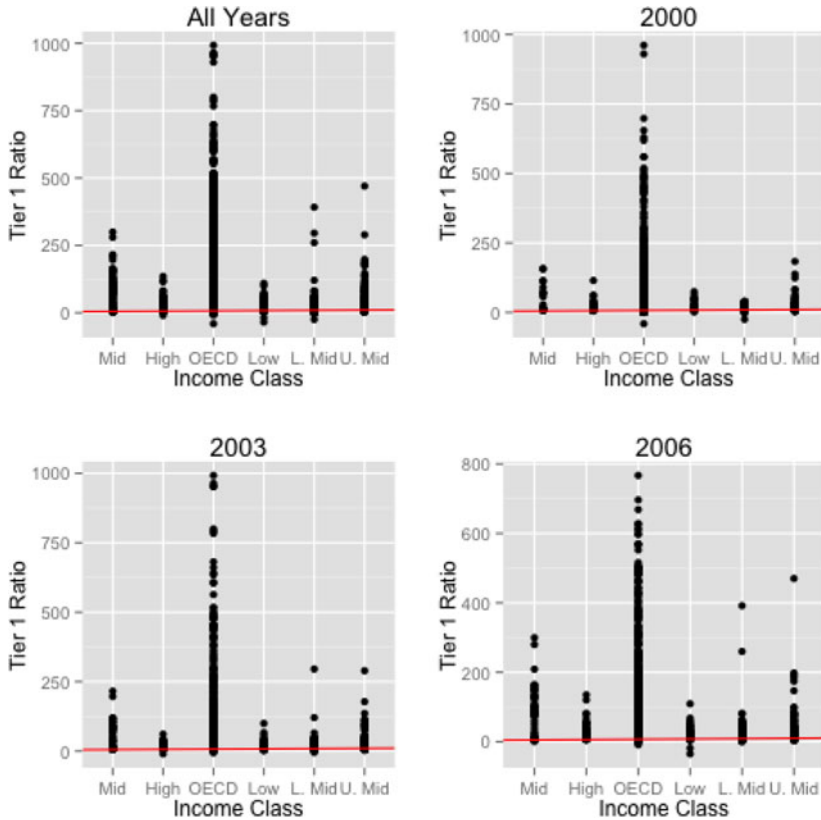 All Years
1000
750
500
250
0
Tier 1 Ratio
Mid High OECD Low L. Mid U. Mid
Income Class
2000
1000
750
500
250
0
Tier 1 Ratio
Mid High OECD Low L. Mid U. Mid
Income Class
2003
1000
750
500
250
0
Tier 1 Ratio
Mid High OECD Low L. Mid U. Mid
Income Class
2006
800
600
400
200
0
Tier 1 Ratio
Mid High OECD Low L. Mid U. Mid
Income Class